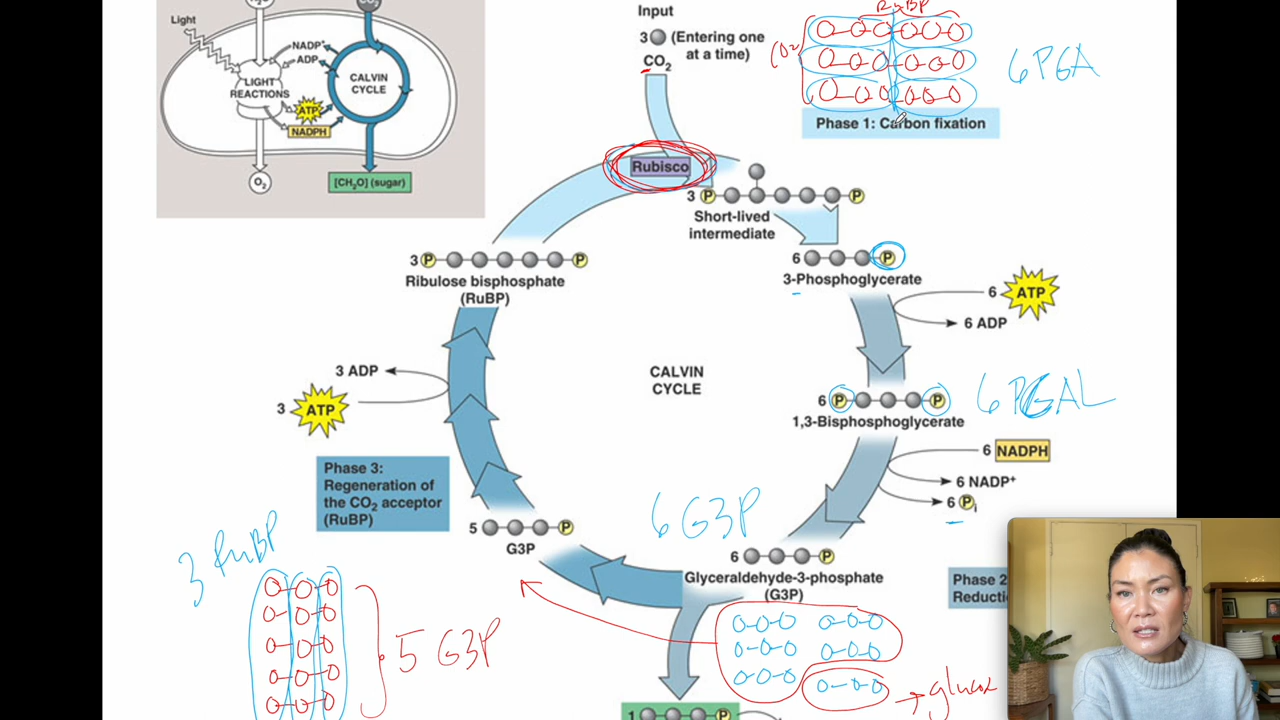 Light
NADP⁺
ADP
CO₂
LIGHT
REACTIONS
ATP
NADPH
CALVIN
CYCLE
O₂
[CH₂O] (sugar)
Input
3 (Entering one
at a time)
CO₂
RuBP
6 PGA
Phase 1: Carbon fixation
Rubisco
3 P P
Short-lived
intermediate
3 P P
Ribulose bisphosphate
(RuBP)
6 P
3-Phosphoglycerate
6 ATP
6 ADP
CALVIN
CYCLE
3 ADP
3 ATP
6 P P
1,3-Bisphosphoglycerate
6 PGAL
6 NADPH
6 NADP⁺
6 Pi
Phase 3:
Regeneration of
the CO₂ acceptor
(RuBP)
5 P
G3P
6 G3P
6 P
Glyceraldehyde-3-phosphate
(G3P)
Phase 2
Reducti
3 RuBP
5 G3P
→ glucose
1 P